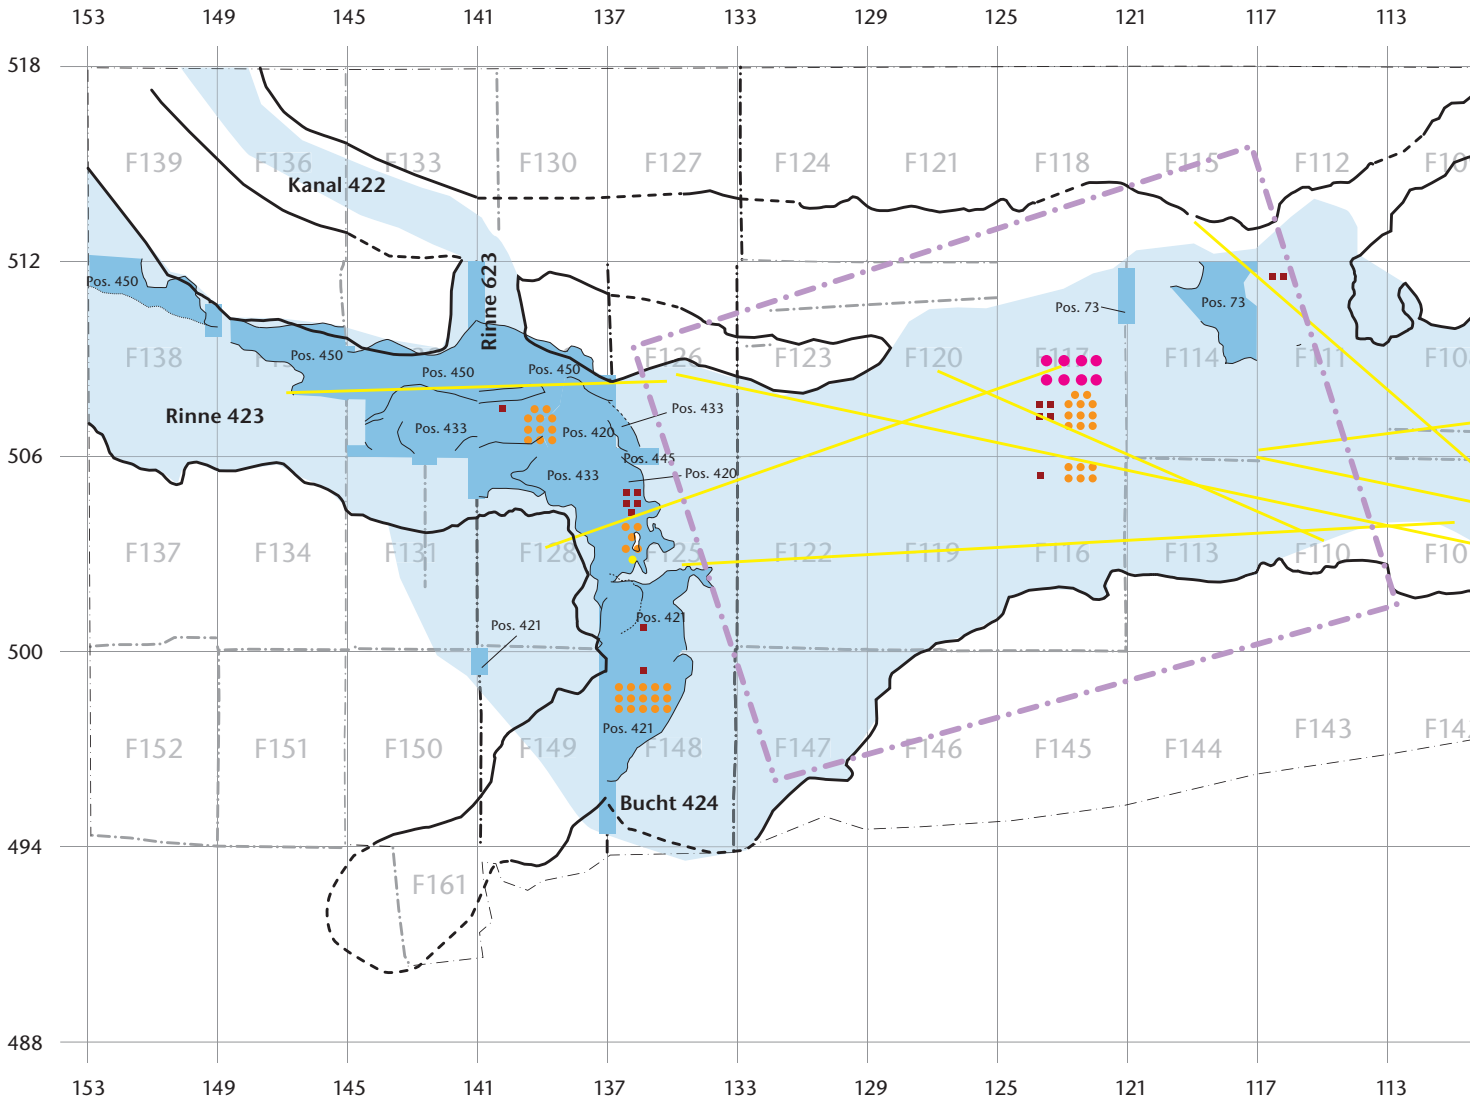 153 149 145 141 137 133 129 125 121 117 113
518
F139 F136 F133 F130 F127 F124 F121 F118 F115 F112
Kanal 422
512
Rinne 623
Pos. 450
Pos. 73
Pos. 73
F138 F126 F123 F120 F117 F114 F111
Pos. 450
Pos. 450
Pos. 450
Rinne 423
Pos. 433
Pos. 433
Pos. 420
506
Pos. 445
Pos. 433
Pos. 420
F137 F134 F131 F128 F125 F122 F119 F116 F113 F110
Pos. 421
Pos. 421
500
Pos. 421
F152 F151 F150 F149 F148 F147 F146 F145 F144 F143
Bucht 424
494
F161
488
153 149 145 141 137 133 129 125 121 117 113